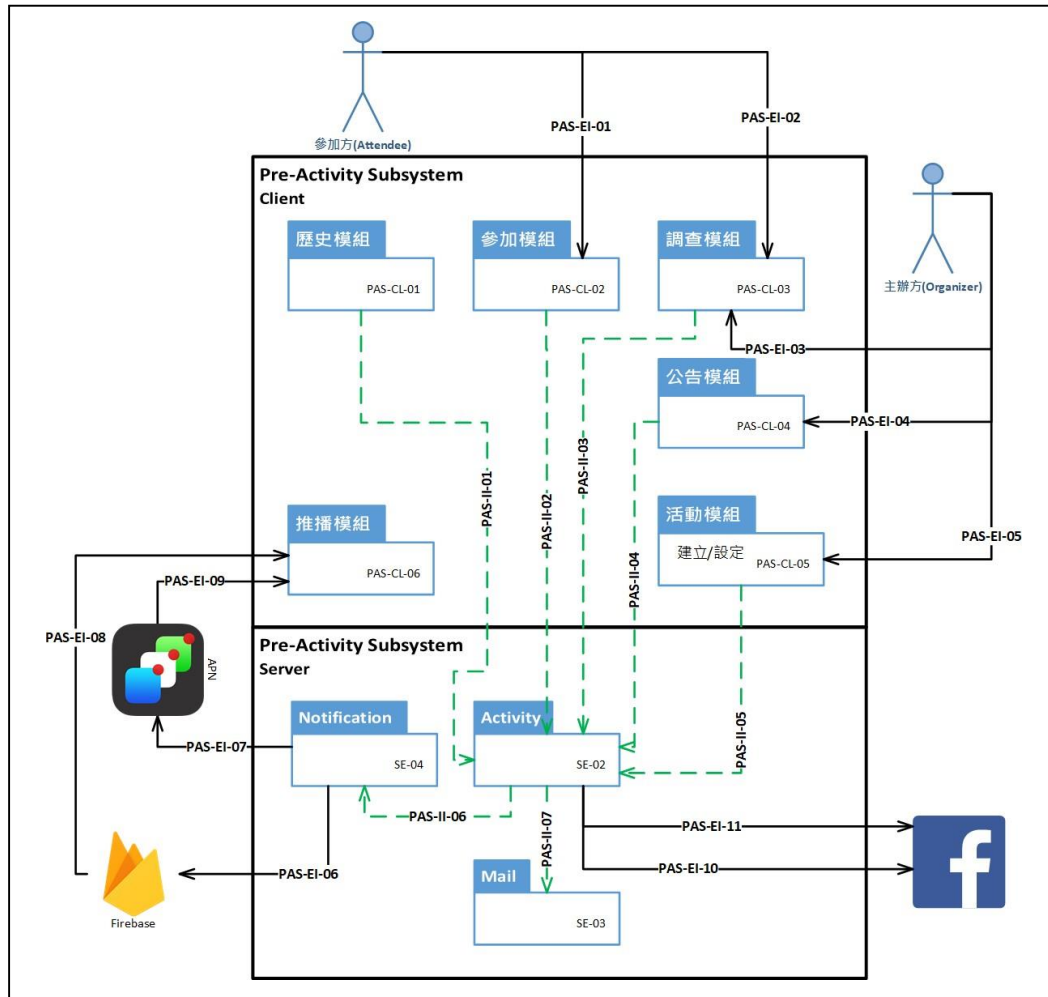 PAS-EI-01
PAS-EI-02
參加方(Attendee)
Pre-Activity Subsystem
Client
歷史模組
PAS-CL-01
參加模組
PAS-CL-02
調查模組
PAS-CL-03
主辦方(Organizer)
PAS-EI-03
公告模組
PAS-CL-04
PAS-EI-04
PAS-II-01
PAS-II-02
PAS-II-03
PAS-II-04
推播模組
PAS-CL-06
活動模組
建立/設定
PAS-CL-05
PAS-EI-05
PAS-EI-09
PAS-EI-08
APN
Pre-Activity Subsystem
Server
Notification
SE-04
Activity
SE-02
PAS-II-05
PAS-EI-07
PAS-II-06
PAS-II-07
PAS-EI-11
PAS-EI-10
PAS-EI-06
Mail
SE-03
Firebase
f